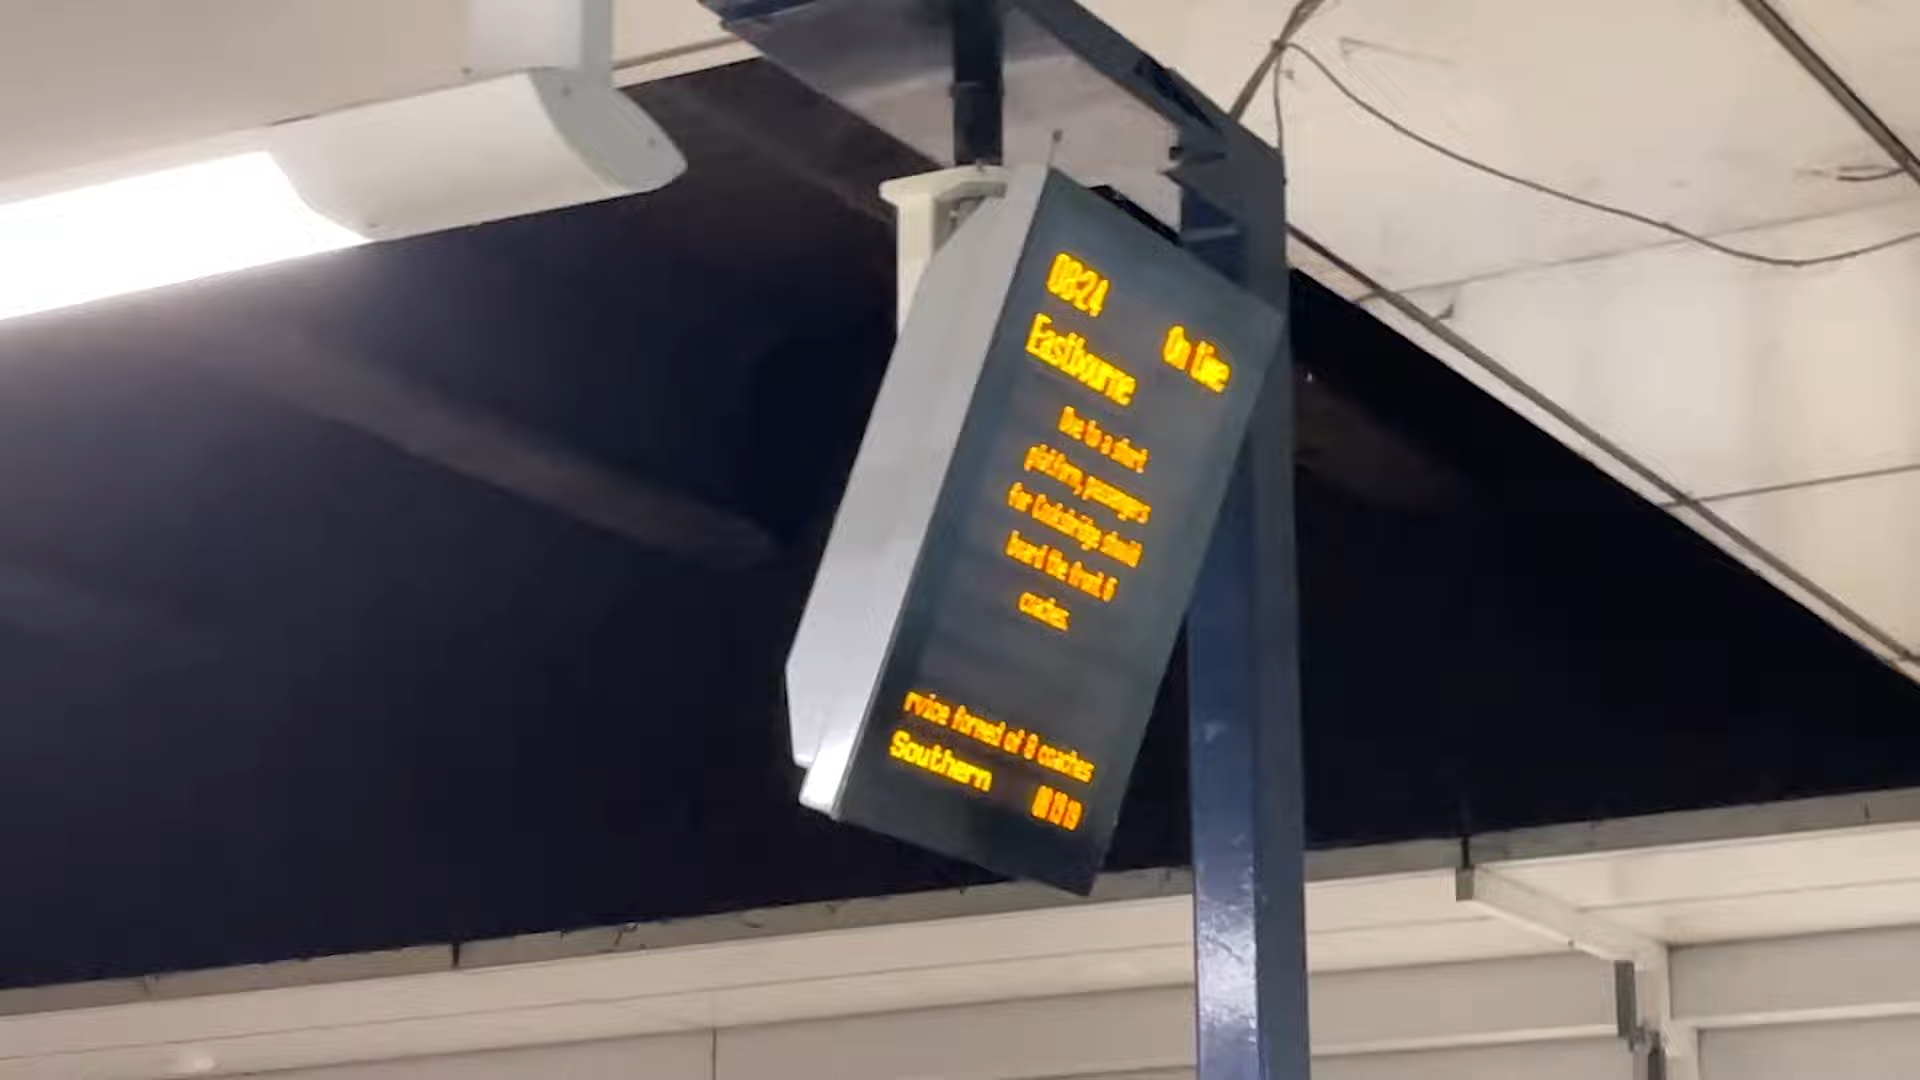 08:24
On time
Eastbourne
Due to a short
platform, passengers
for Cooksbridge should
board the front 6
coaches
rvice formed of 8 coaches
Southern